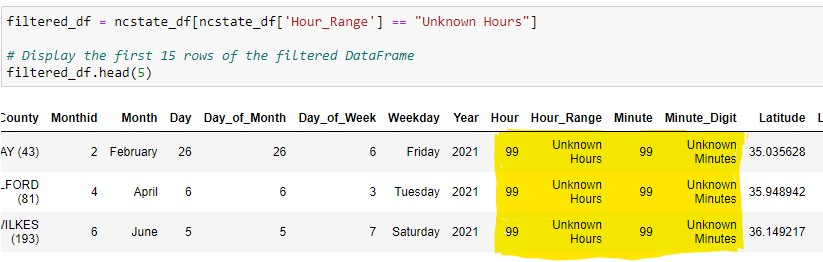 filtered_df = ncstate_df[ncstate_df['Hour_Range'] == "Unknown Hours"]
# Display the first 15 rows of the filtered DataFrame
filtered_df.head(5)
County Monthid Month Day Day_of_Month Day_of_Week Weekday Year Hour Hour_Range Minute Minute_Digit Latitude L
AY (43) 2 February 26 26 6 Friday 2021 99 Unknown Hours 99 Unknown Minutes 35.035628
LFORD (81) 4 April 6 6 3 Tuesday 2021 99 Unknown Hours 99 Unknown Minutes 35.948942
ILKES (193) 6 June 5 5 7 Saturday 2021 99 Unknown Hours 99 Unknown Minutes 36.149217